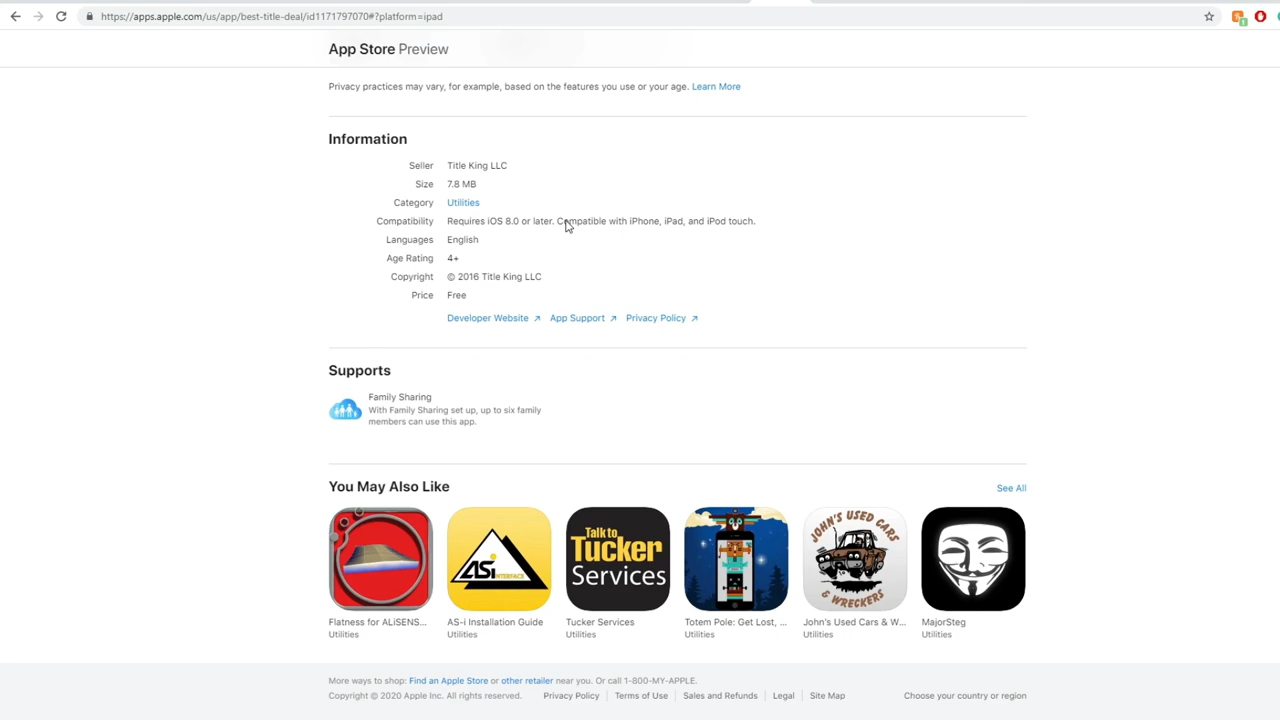 https://apps.apple.com/us/app/best-title-deal/id1171797070#?platform=ipad
App Store Preview
Privacy practices may vary, for example, based on the features you use or your age. Learn More
Information
Seller Title King LLC
Size 7.8 MB
Category Utilities
Compatibility Requires iOS 8.0 or later. Compatible with iPhone, iPad, and iPod touch.
Languages English
Age Rating 4+
Copyright © 2016 Title King LLC
Price Free
Developer Website ↗ App Support ↗ Privacy Policy ↗
Supports
Family Sharing
With Family Sharing set up, up to six family
members can use this app.
You May Also Like
See All
ASi INTERFACE
Talk to
Tucker
Services
JOHN'S USED CARS
& WRECKERS
Flatness for ALiSENS... AS-i Installation Guide Tucker Services Totem Pole: Get Lost, ... John's Used Cars & W... MajorSteg
Utilities Utilities Utilities Utilities Utilities Utilities
More ways to shop: Find an Apple Store or other retailer near you. Or call 1-800-MY-APPLE.
Copyright © 2020 Apple Inc. All rights reserved. Privacy Policy | Terms of Use | Sales and Refunds | Legal | Site Map Choose your country or region